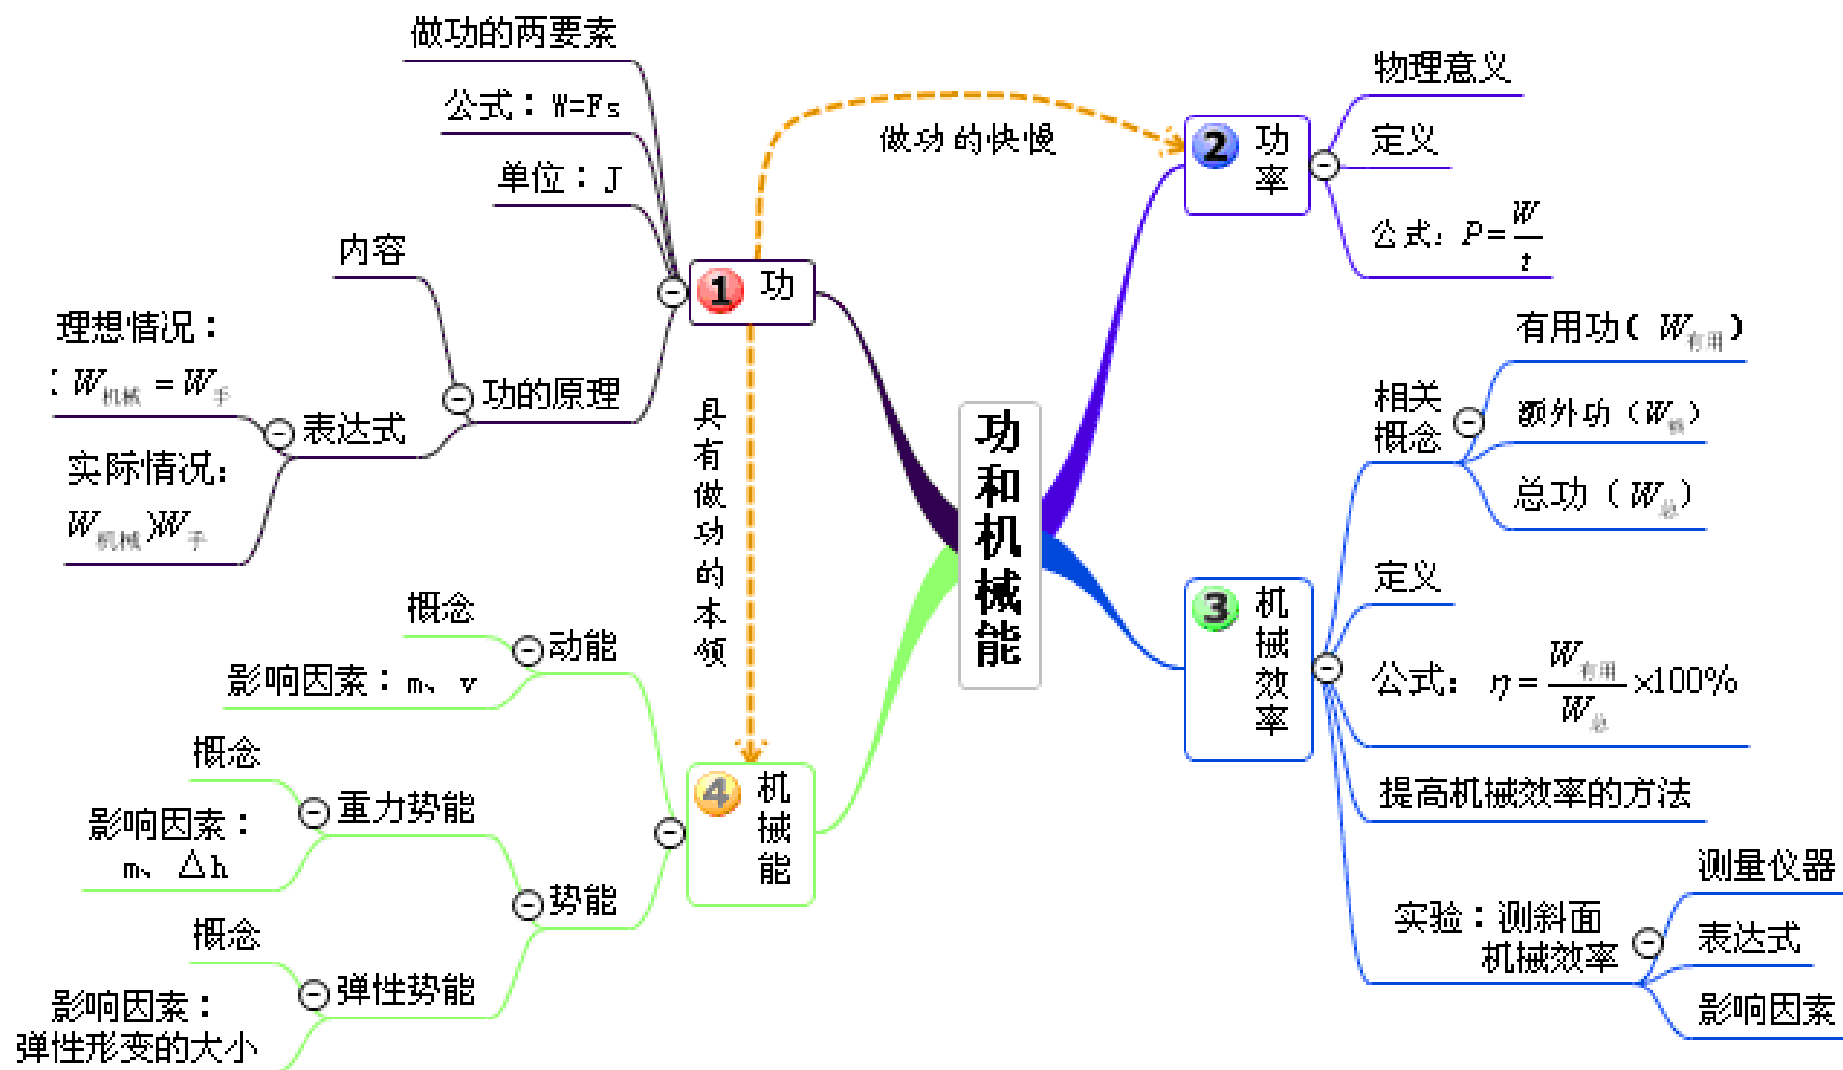 功和机械能
1 功
做功的两要素
公式：W=Fs
单位：J
功的原理
内容
表达式
理想情况：
W机械 = W手
实际情况：
W机械〉W手
做功的快慢
具有做功的本领
2 功率
物理意义
定义
公式：P=W/t
3 机械效率
相关
概念
有用功（W有用）
额外功（W额）
总功（W总）
定义
公式：η=W有用/W总×100%
提高机械效率的方法
实验：测斜面
机械效率
测量仪器
表达式
影响因素
4 机械能
动能
概念
影响因素：m、v
势能
重力势能
概念
影响因素：
m、△h
弹性势能
概念
影响因素：
弹性形变的大小